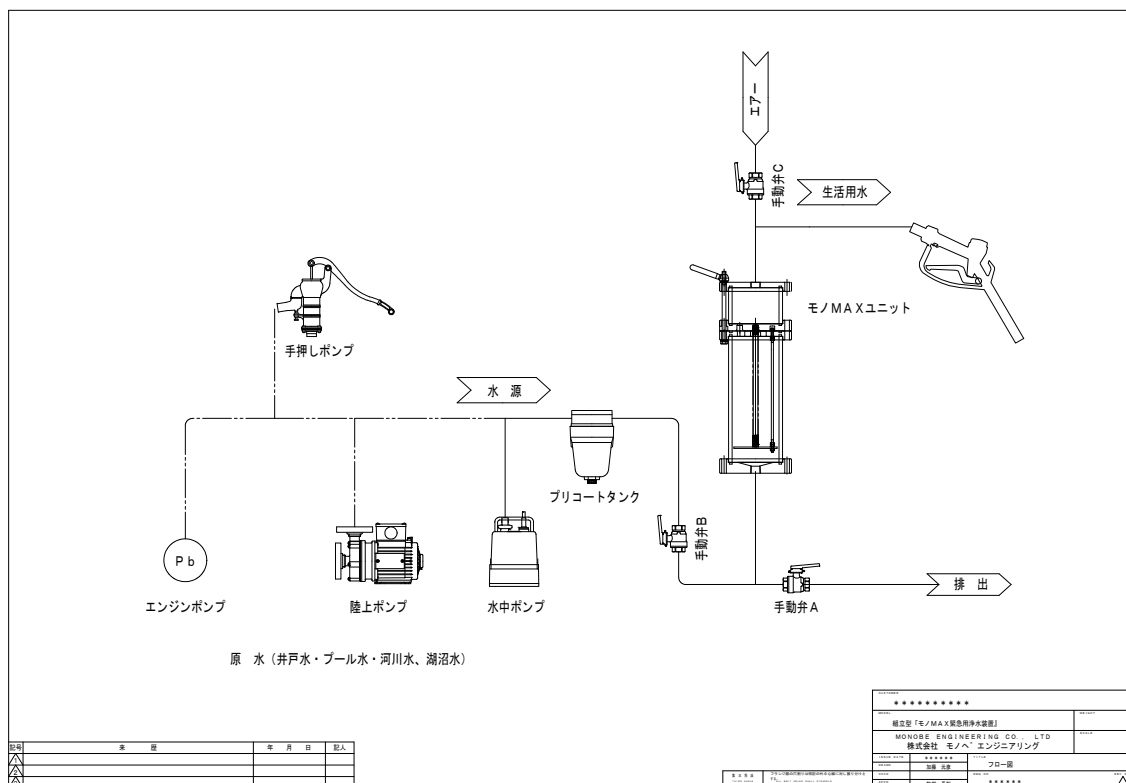 エアー
手動弁C
生活用水
モノMAXユニット
手押しポンプ
水 源
プリコートタンク
手動弁B
Pb
エンジンポンプ
陸上ポンプ
水中ポンプ
手動弁A
排 出
原 水（井戸水・プール水・河川水、湖沼水）
**********
組立型「モノMAX緊急用浄水装置」
MONOBE ENGINEERING CO., LTD
株式会社 モノベエンジニアリング
******
フロー図
******
記号
来 歴
年 月 日
記入
1
2